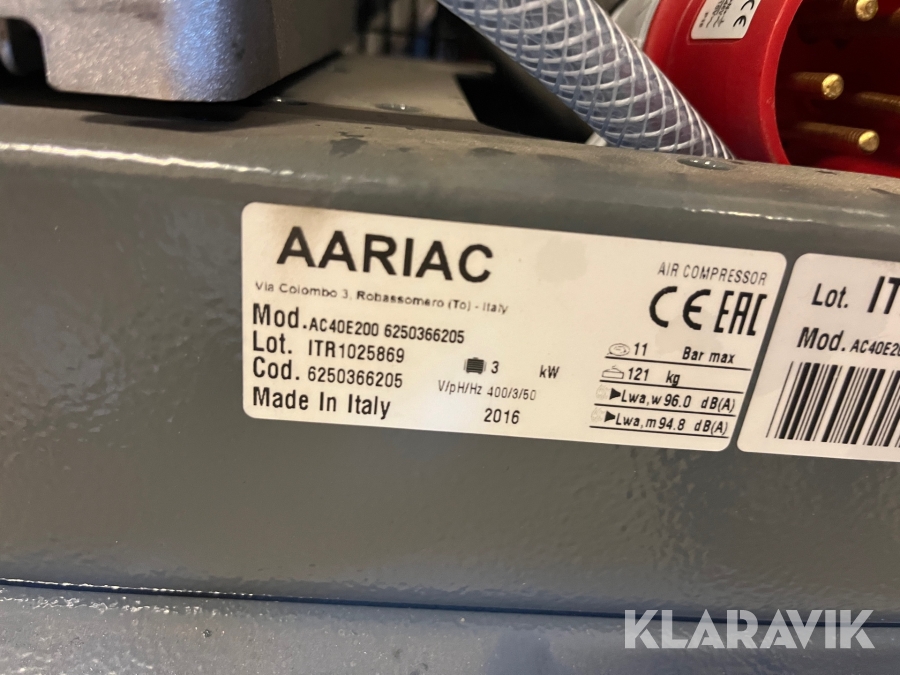 AARIAC
Via Colombo 3, Robassomero (To) - Italy
Mod. AC40E200 6250366205
Lot. ITR1025869
Cod. 6250366205
Made In Italy
3 kW
V/pH/Hz 400/3/50
2016
AIR COMPRESSOR
CE EAC
11 Bar max
121 kg
Lwa,w 96.0 dB(A)
Lwa,m 94.8 dB(A)
Lot. IT
Mod. AC40E20
CE
KLARAVIK